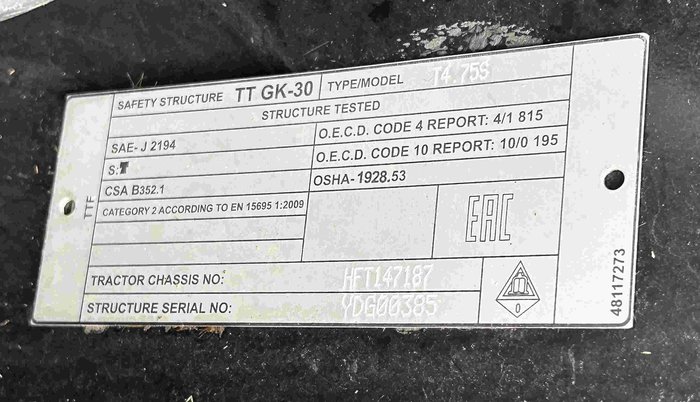 SAFETY STRUCTURE TT GK-30 TYPE/MODEL T4.75S
STRUCTURE TESTED
SAE- J 2194 O.E.C.D. CODE 4 REPORT: 4/1 815
S:T O.E.C.D. CODE 10 REPORT: 10/0 195
CSA B352.1 OSHA-1928.53
CATEGORY 2 ACCORDING TO EN 15695 1:2009
EAC
TRACTOR CHASSIS NO: HFT147187
STRUCTURE SERIAL NO: YDG00385
0
TTF
48117273